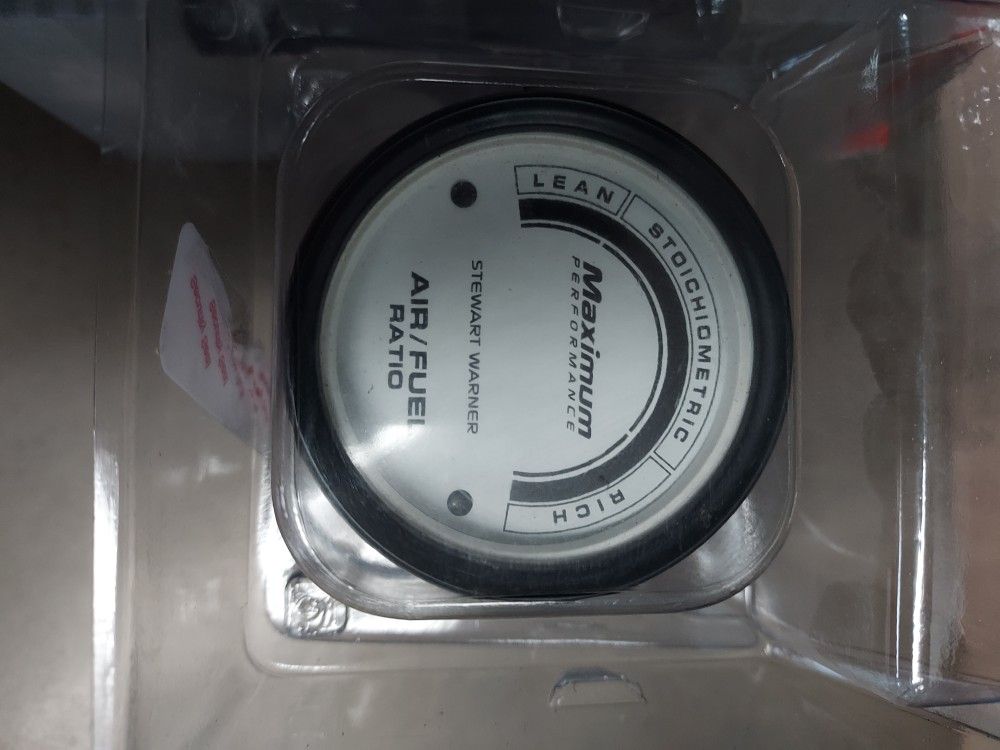 LEAN
STOICHIOMETRIC
RICH
Maximum
PERFORMANCE
STEWART WARNER
AIR/FUEL
RATIO